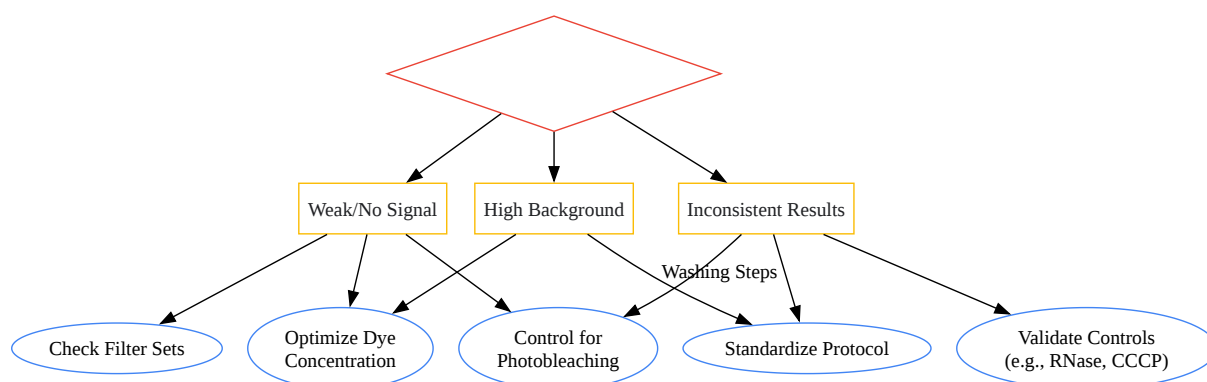 Weak/No Signal
High Background
Inconsistent Results
Washing Steps
Check Filter Sets
Optimize Dye
Concentration
Control for
Photobleaching
Standardize Protocol
Validate Controls
(e.g., RNase, CCCP)